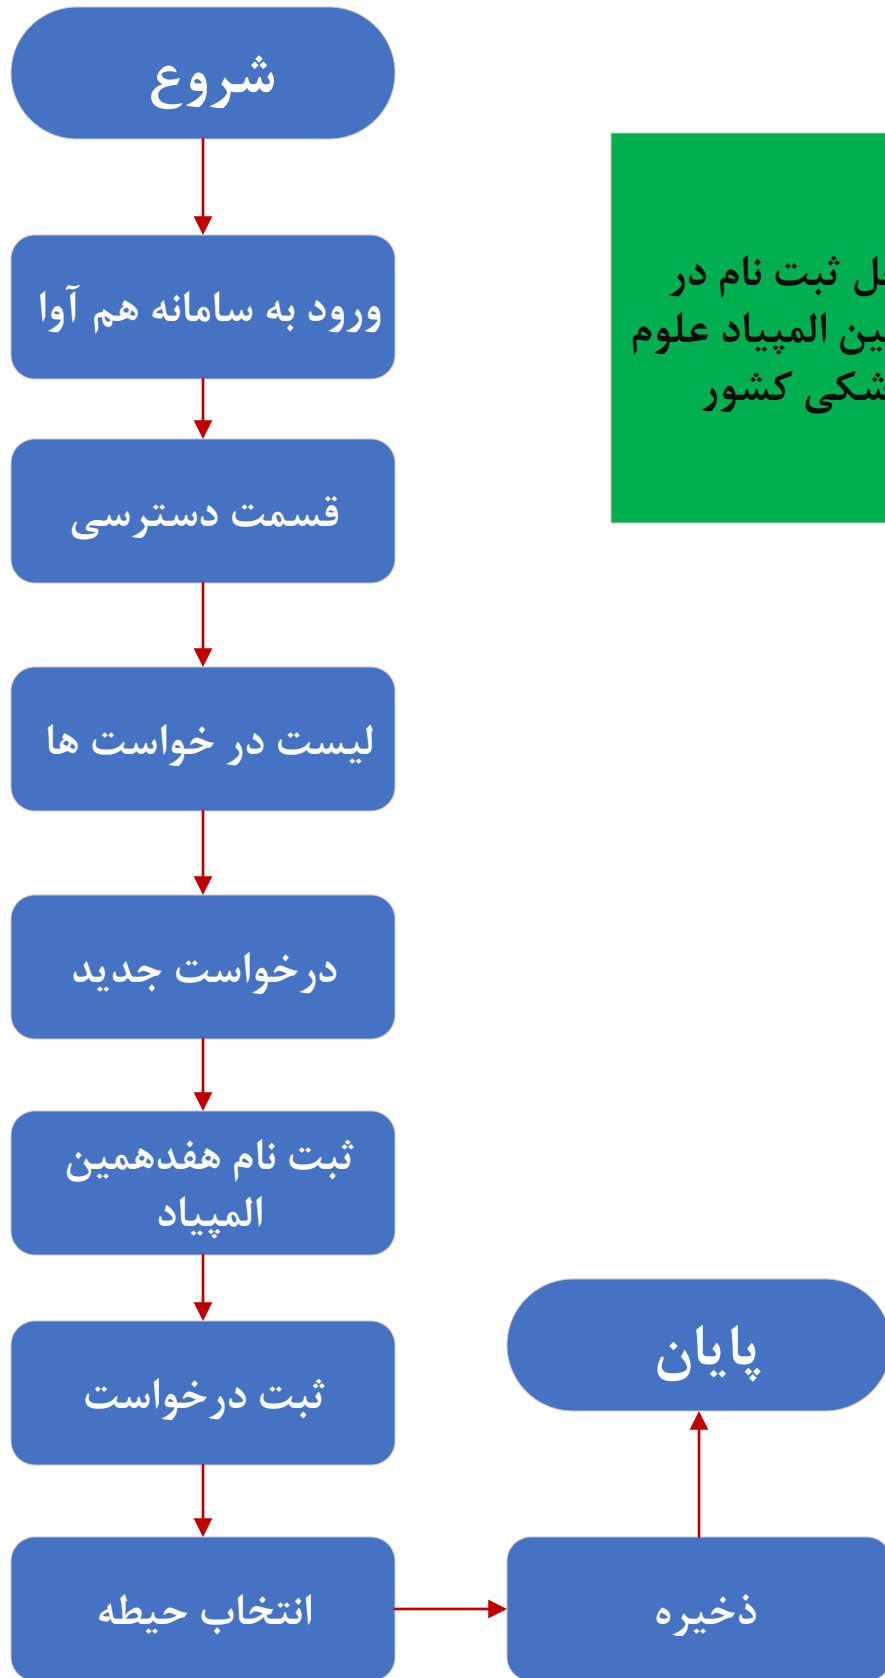 شروع
ورود به سامانه هم آوا
ثبت نام در
المپیاد علوم
کشور
قسمت دسترسی
لیست در خواست ها
درخواست جدید
ثبت نام هفدهمین
المپیاد
ثبت درخواست
انتخاب حیطه
ذخیره
پایان